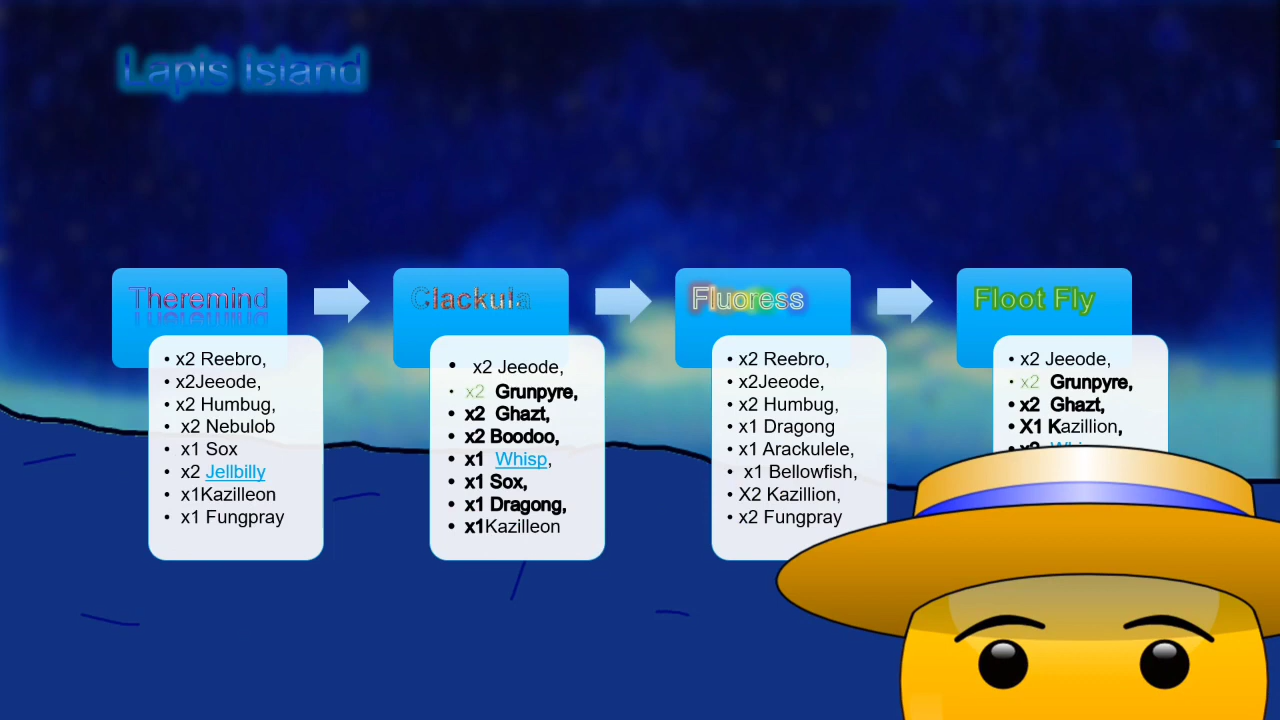 Lapis Island
Theremind
• x2 Reebro,
• x2Jeeode,
• x2 Humbug,
• x2 Nebulob
• x1 Sox
• x2 Jellbilly
• x1Kazilleon
• x1 Fungpray
Clackula
• x2 Jeeode,
• x2 Grunpyre,
• x2 Ghazt,
• x2 Boodoo,
• x1 Whisp,
• x1 Sox,
• x1 Dragong,
• x1Kazilleon
Fluoress
• x2 Reebro,
• x2Jeeode,
• x2 Humbug,
• x1 Dragong
• x1 Arackulele,
• x1 Bellowfish,
• X2 Kazillion,
• x2 Fungpray
Floot Fly
• x2 Jeeode,
• x2 Grunpyre,
• x2 Ghazt,
• X1 Kazillion,